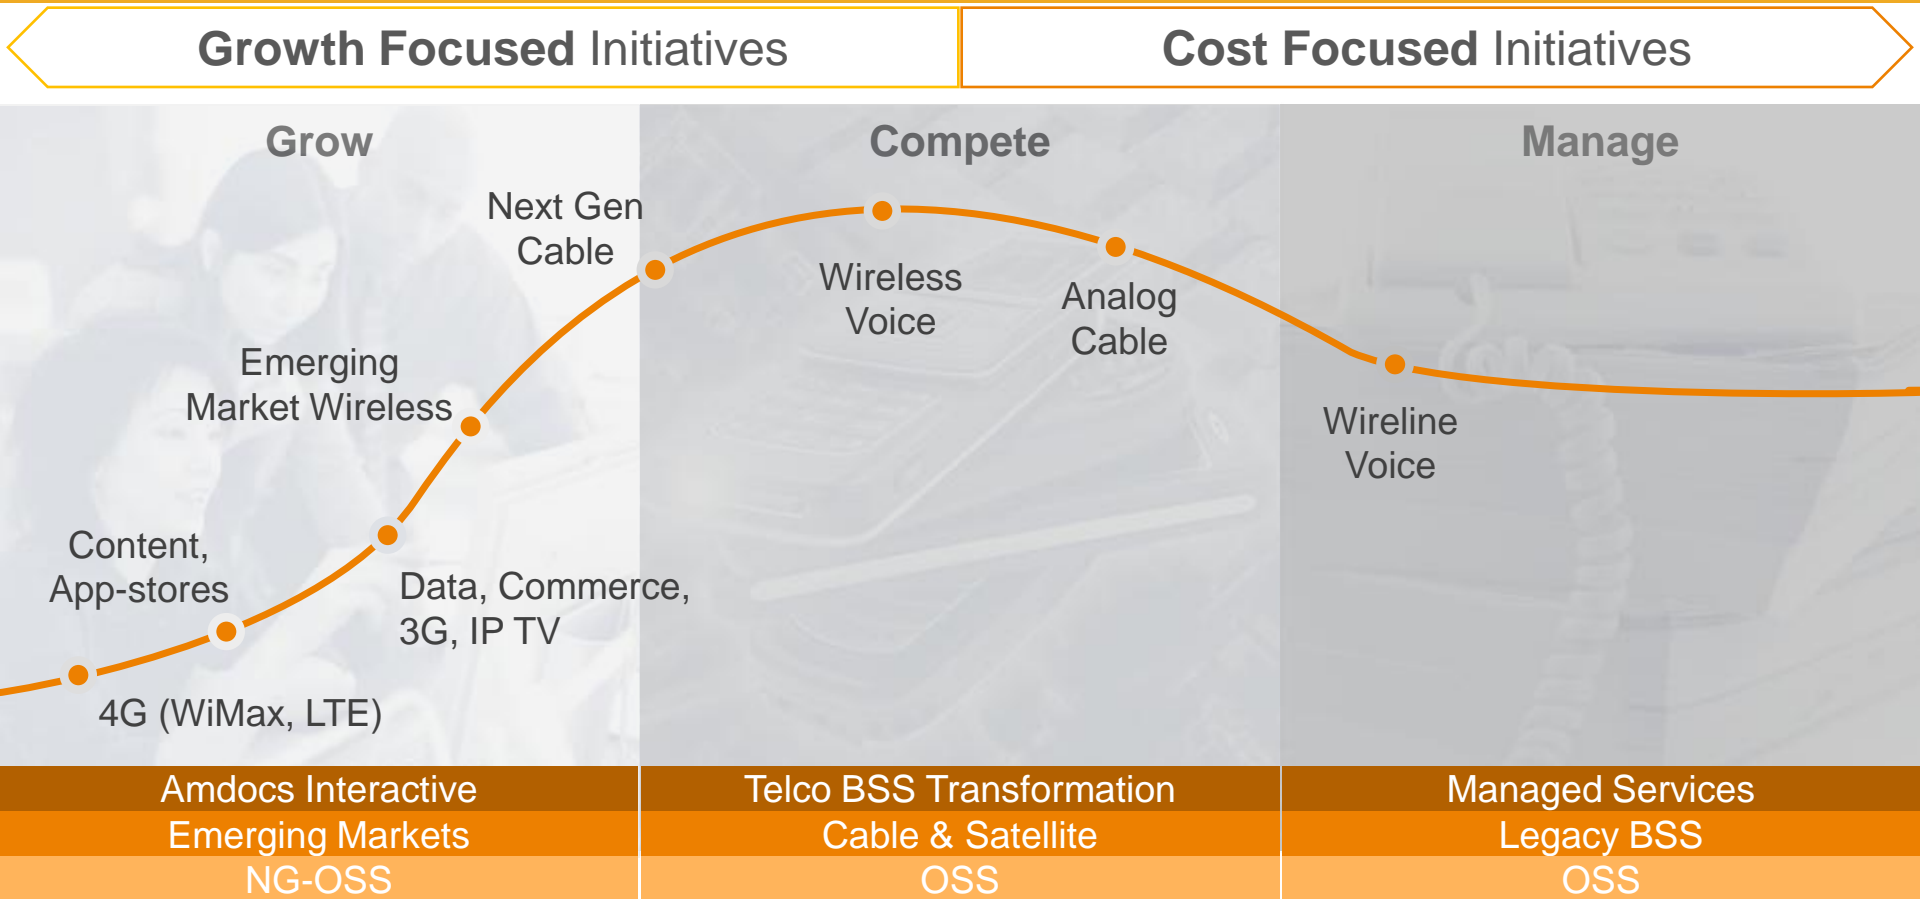 Growth Focused Initiatives
Cost Focused Initiatives
Grow
Compete
Manage
Next Gen
Cable
Wireless
Voice
Analog
Cable
Emerging
Market Wireless
Wireline
Voice
Content,
App-stores
Data, Commerce,
3G, IP TV
4G (WiMax, LTE)
Amdocs Interactive
Telco BSS Transformation
Managed Services
Emerging Markets
Cable & Satellite
Legacy BSS
NG-OSS
OSS
OSS